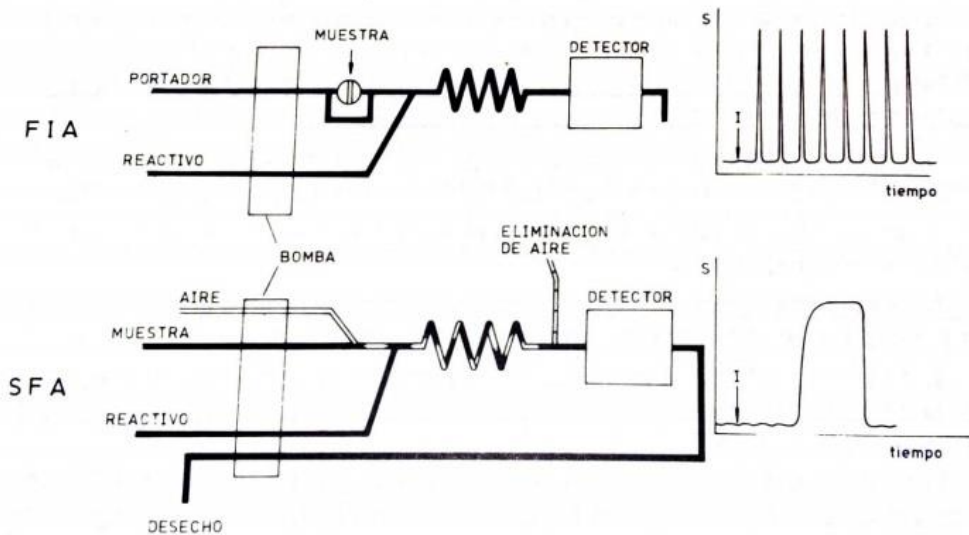 MUESTRA
DETECTOR
S
PORTADOR
I
FIA
REACTIVO
tiempo
BOMBA
ELIMINACION
DE AIRE
S
AIRE
DETECTOR
MUESTRA
SFA
I
REACTIVO
tiempo
DESECHO